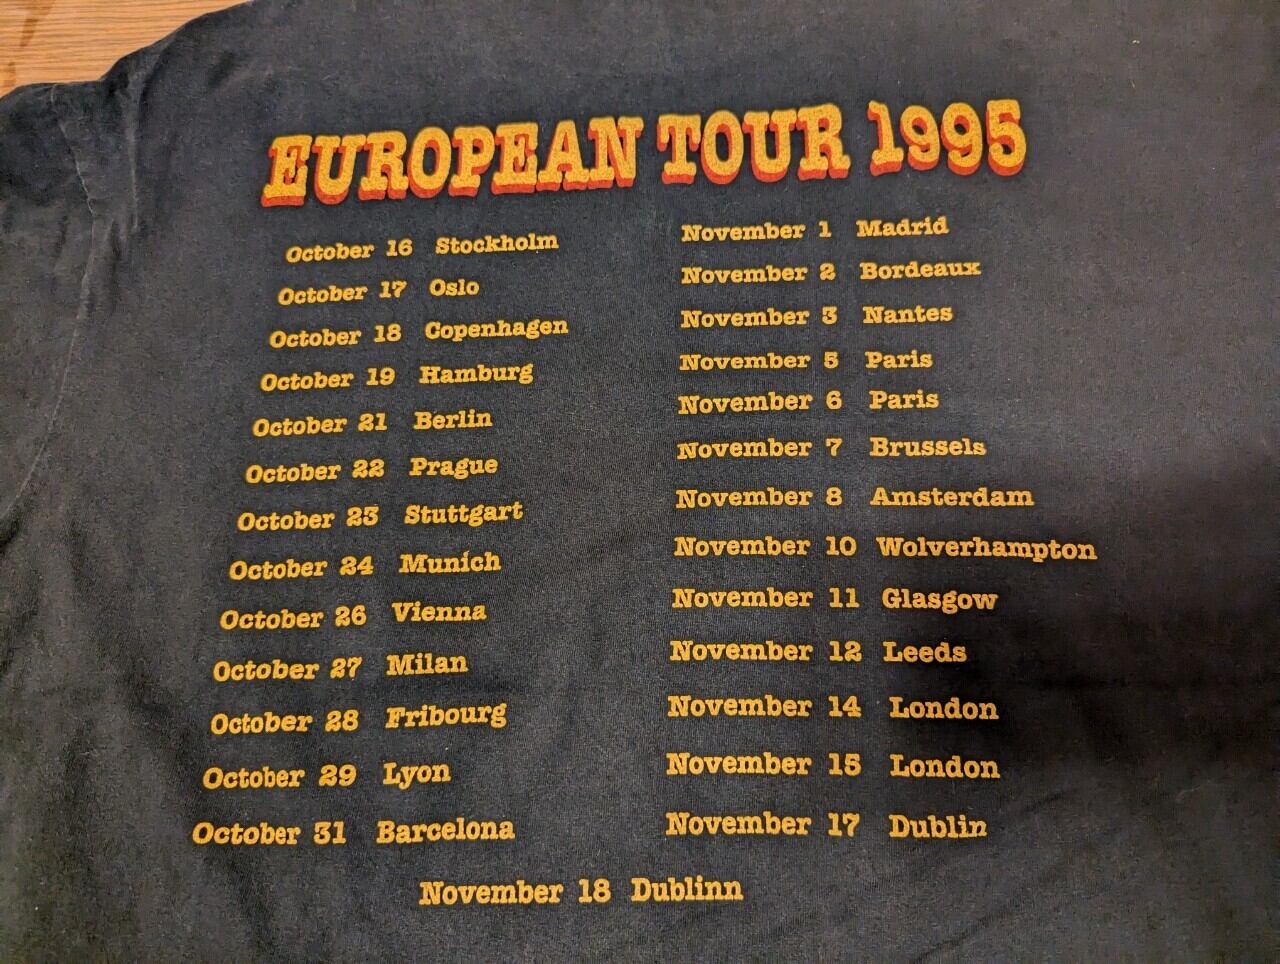 EUROPEAN TOUR 1995
October 16 Stockholm
October 17 Oslo
October 18 Copenhagen
October 19 Hamburg
October 21 Berlin
October 22 Prague
October 23 Stuttgart
October 24 Munich
October 26 Vienna
October 27 Milan
October 28 Fribourg
October 29 Lyon
October 31 Barcelona
November 1 Madrid
November 2 Bordeaux
November 3 Nantes
November 5 Paris
November 6 Paris
November 7 Brussels
November 8 Amsterdam
November 10 Wolverhampton
November 11 Glasgow
November 12 Leeds
November 14 London
November 15 London
November 17 Dublin
November 18 Dublinn